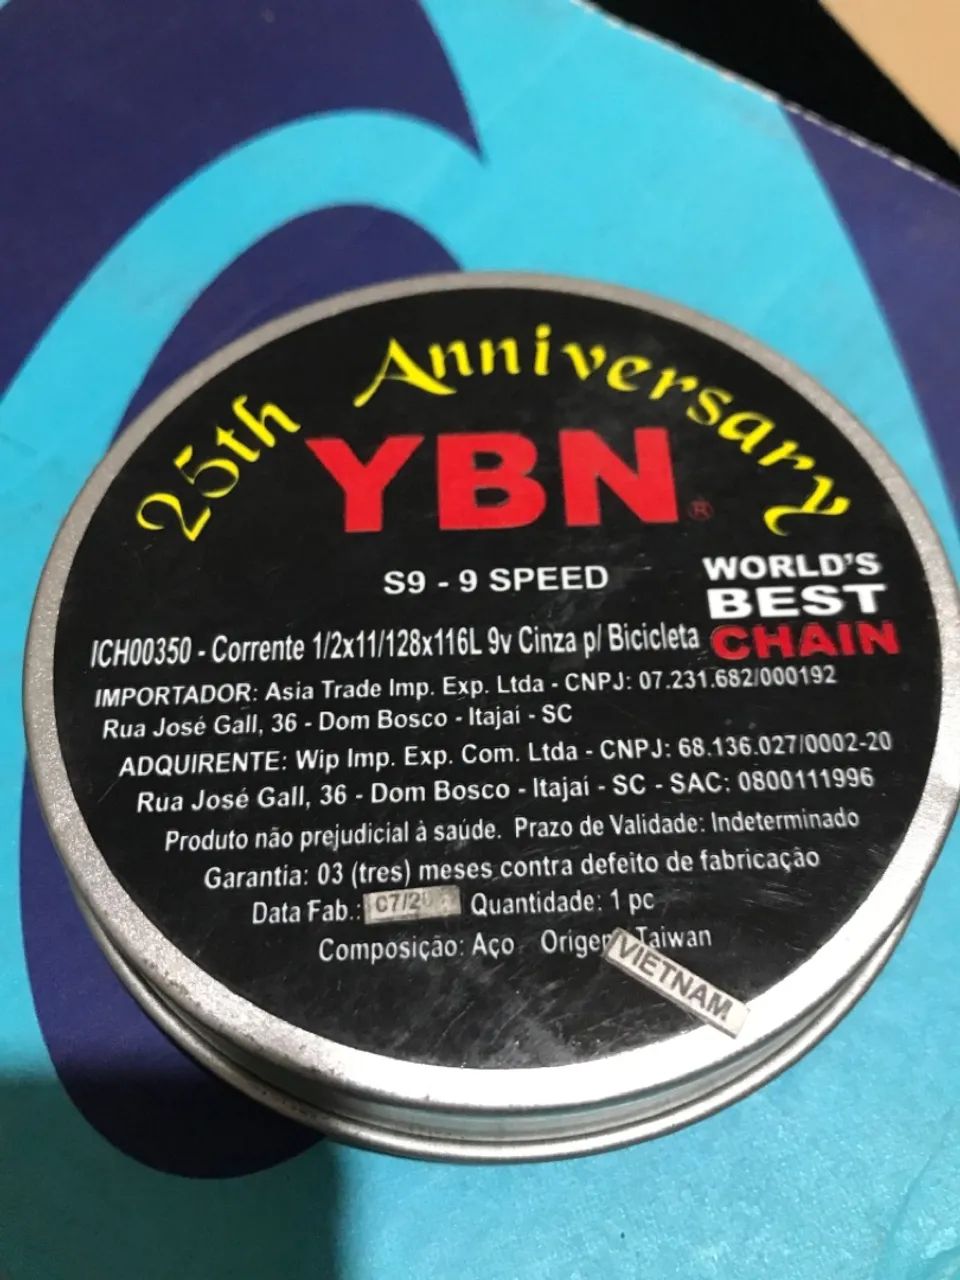 25th Anniversary
YBN®
S9 - 9 SPEED
WORLD'S
BEST
CHAIN
ICH00350 - Corrente 1/2x11/128x116L 9v Cinza p/ Bicicleta
IMPORTADOR: Asia Trade Imp. Exp. Ltda - CNPJ: 07.231.682/000192
Rua José Gall, 36 - Dom Bosco - Itajaí - SC
ADQUIRENTE: Wip Imp. Exp. Com. Ltda - CNPJ: 68.136.027/0002-20
Rua José Gall, 36 - Dom Bosco - Itajaí - SC - SAC: 0800111996
Produto não prejudicial à saúde. Prazo de Validade: Indeterminado
Garantia: 03 (tres) meses contra defeito de fabricação
Data Fab.: Quantidade: 1 pc
Composição: Aço Origem Taiwan
VIETNAM